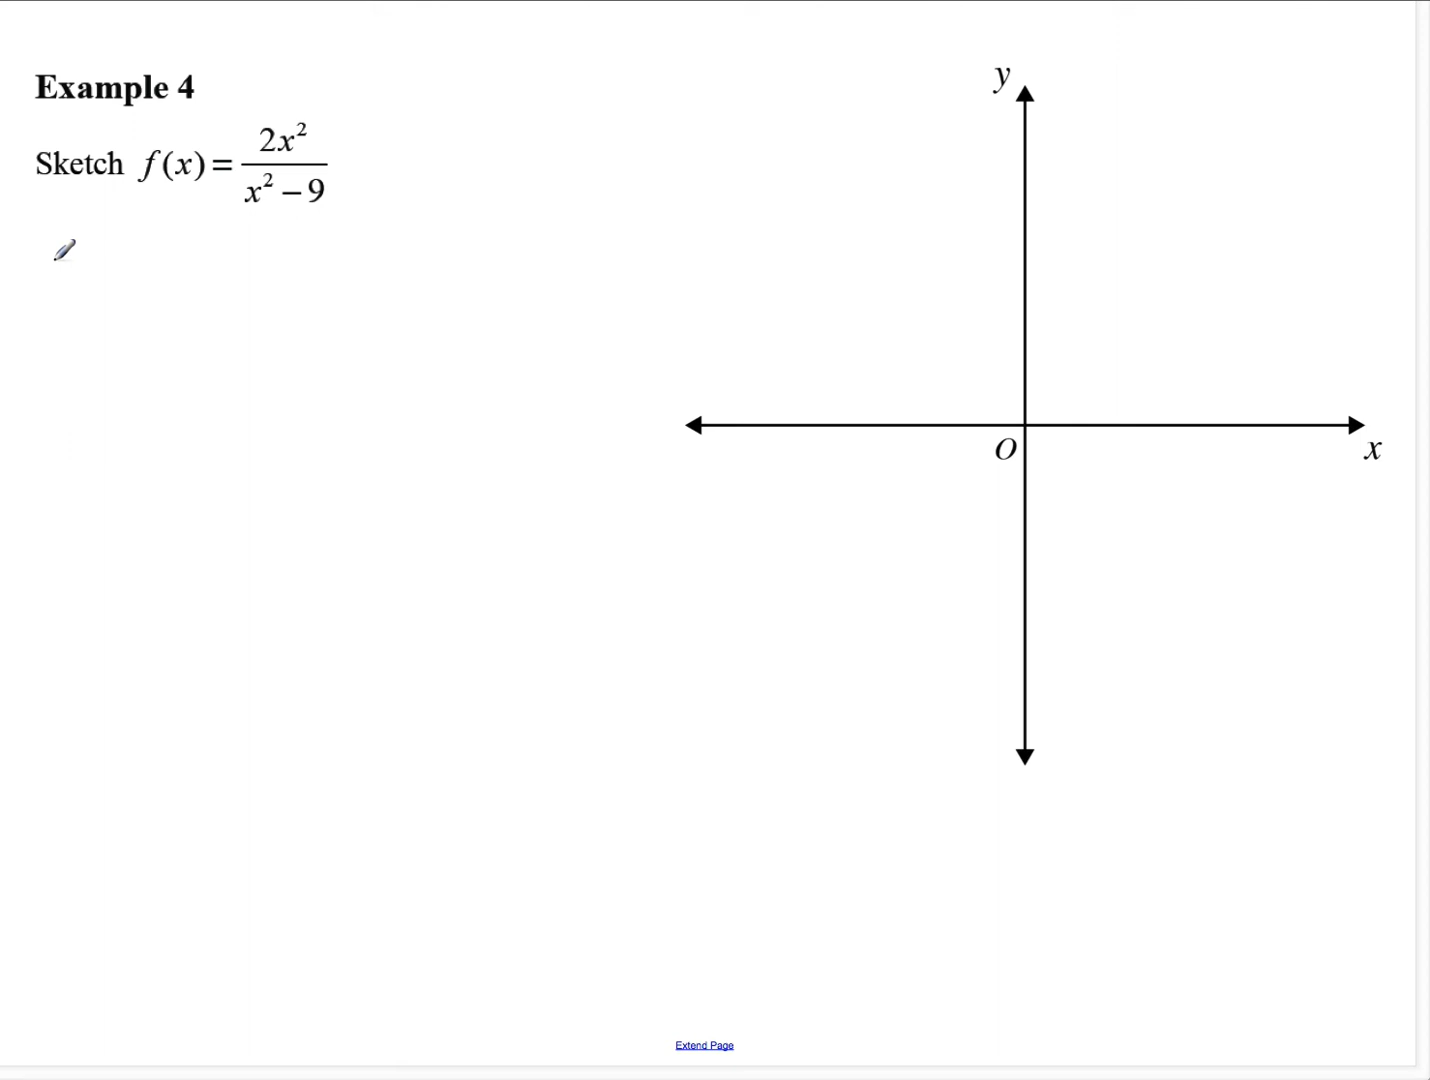 Example 4
Sketch f(x) = 2x² / x² − 9
y
O
x
Extend Page